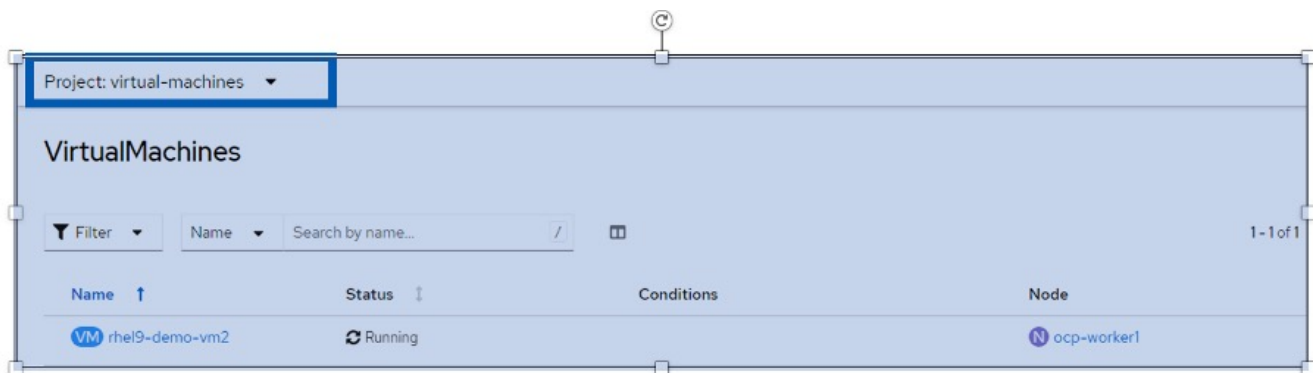 Project: virtual-machines
VirtualMachines
Filter Name Search by name... / 1-1 of 1
Name Status Conditions Node
VM rhel9-demo-vm2 Running N ocp-worker1